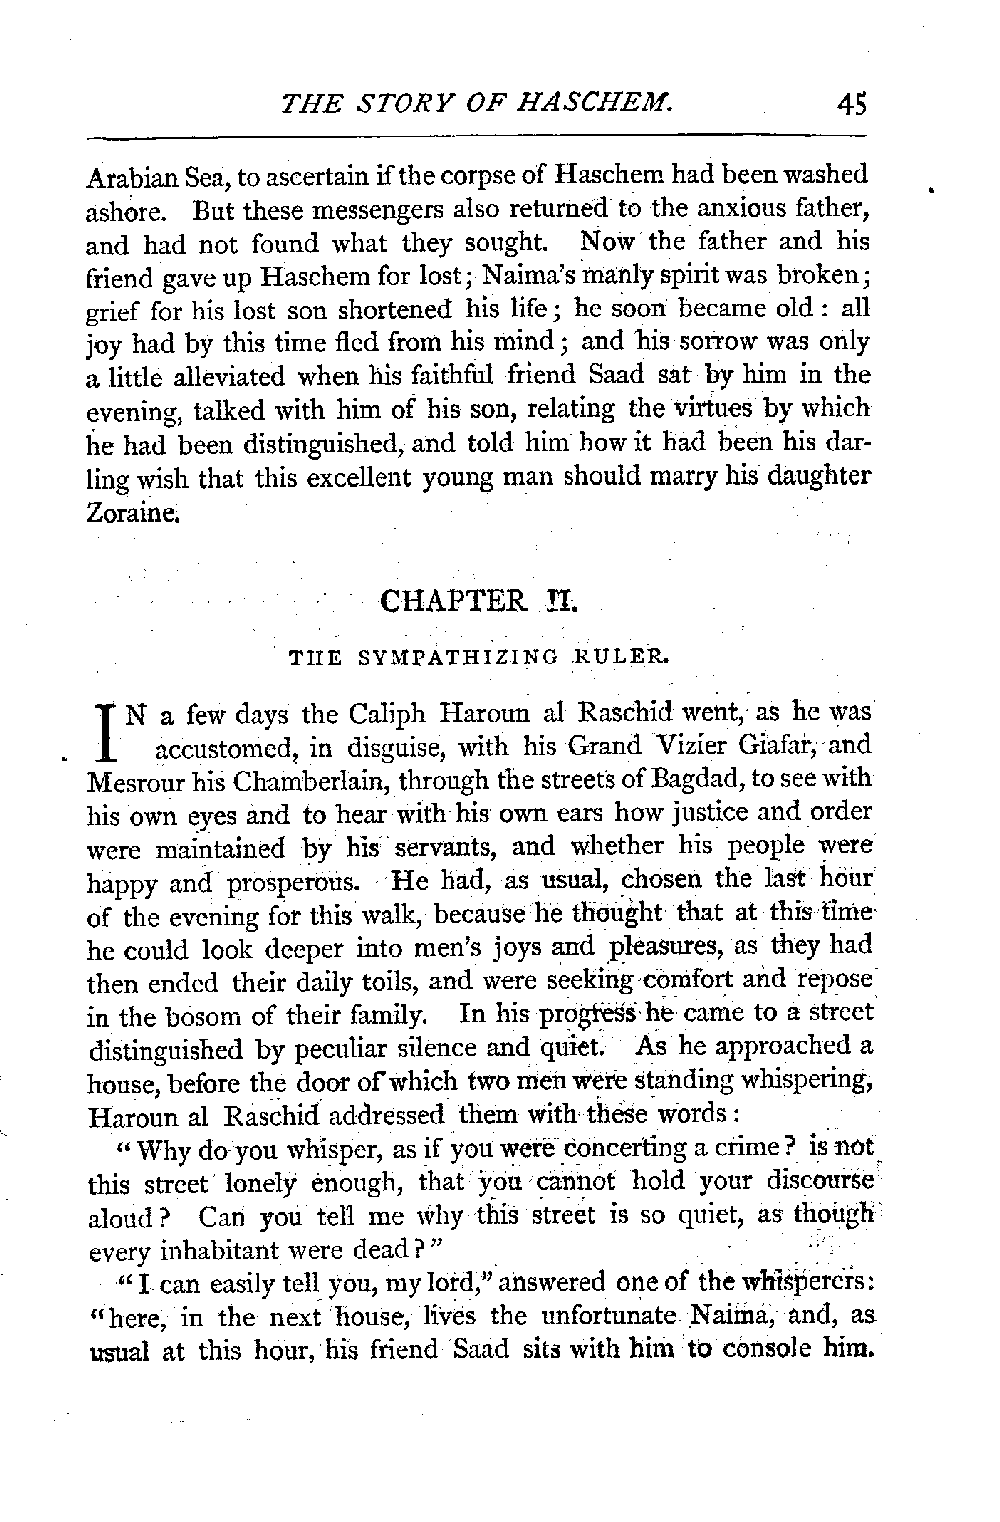 THE STORY OF HASCHEM. 45
Arabian Sea, to ascertain if the corpse of Haschem had been washed
ashore. But these messengers also returned to the anxious father,
and had not found what they sought. Now the father and his
friend gave up Haschem for lost; Naima's manly spirit was broken;
grief for his lost son shortened his life; he soon became old: all
joy had by this time fled from his mind; and his sorrow was only
a little alleviated when his faithful friend Saad sat by him in the
evening, talked with him of his son, relating the virtues by which
he had been distinguished, and told him how it had been his dar-
ling wish that this excellent young man should marry his daughter
Zoraine.
CHAPTER II.
THE SYMPATHIZING RULER.
IN a few days the Caliph Haroun al Raschid went, as he was
accustomed, in disguise, with his Grand Vizier Giafar, and
Mesrour his Chamberlain, through the streets of Bagdad, to see with
his own eyes and to hear with his own ears how justice and order
were maintained by his servants, and whether his people were
happy and prosperous. He had, as usual, chosen the last hour
of the evening for this walk, because he thought that at this time
he could look deeper into men's joys and pleasures, as they had
then ended their daily toils, and were seeking comfort and repose
in the bosom of their family. In his progress he came to a street
distinguished by peculiar silence and quiet. As he approached a
house, before the door of which two men were standing whispering,
Haroun al Raschid addressed them with these words:
"Why do you whisper, as if you were concerting a crime? is not
this street lonely enough, that you cannot hold your discourse
aloud? Can you tell me why this street is so quiet, as though
every inhabitant were dead?"
"I can easily tell you, my lord," answered one of the whisperers:
"here, in the next house, lives the unfortunate Naima, and, as
usual at this hour, his friend Saad sits with him to console him.